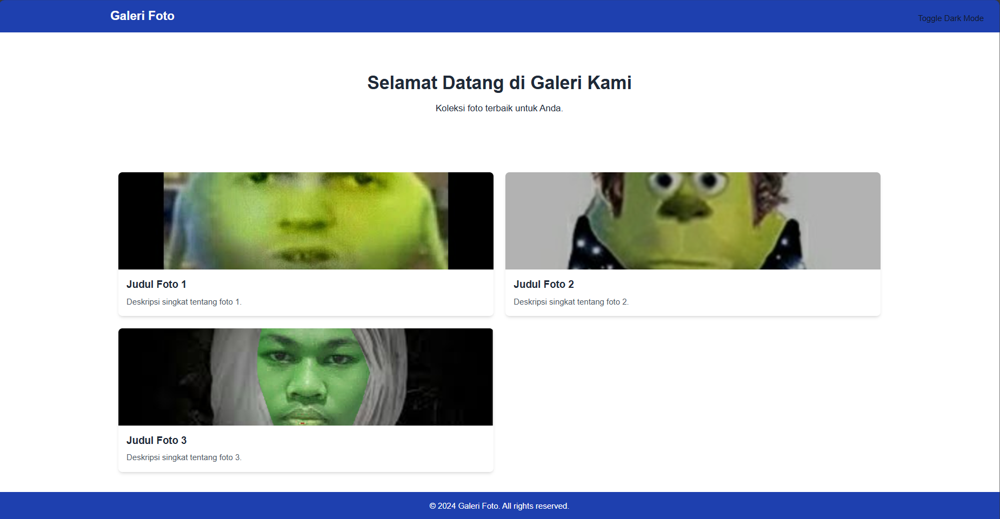 Galeri Foto
Toggle Dark Mode
Selamat Datang di Galeri Kami
Koleksi foto terbaik untuk Anda.
Judul Foto 1
Deskripsi singkat tentang foto 1.
Judul Foto 2
Deskripsi singkat tentang foto 2.
Judul Foto 3
Deskripsi singkat tentang foto 3.
© 2024 Galeri Foto. All rights reserved.